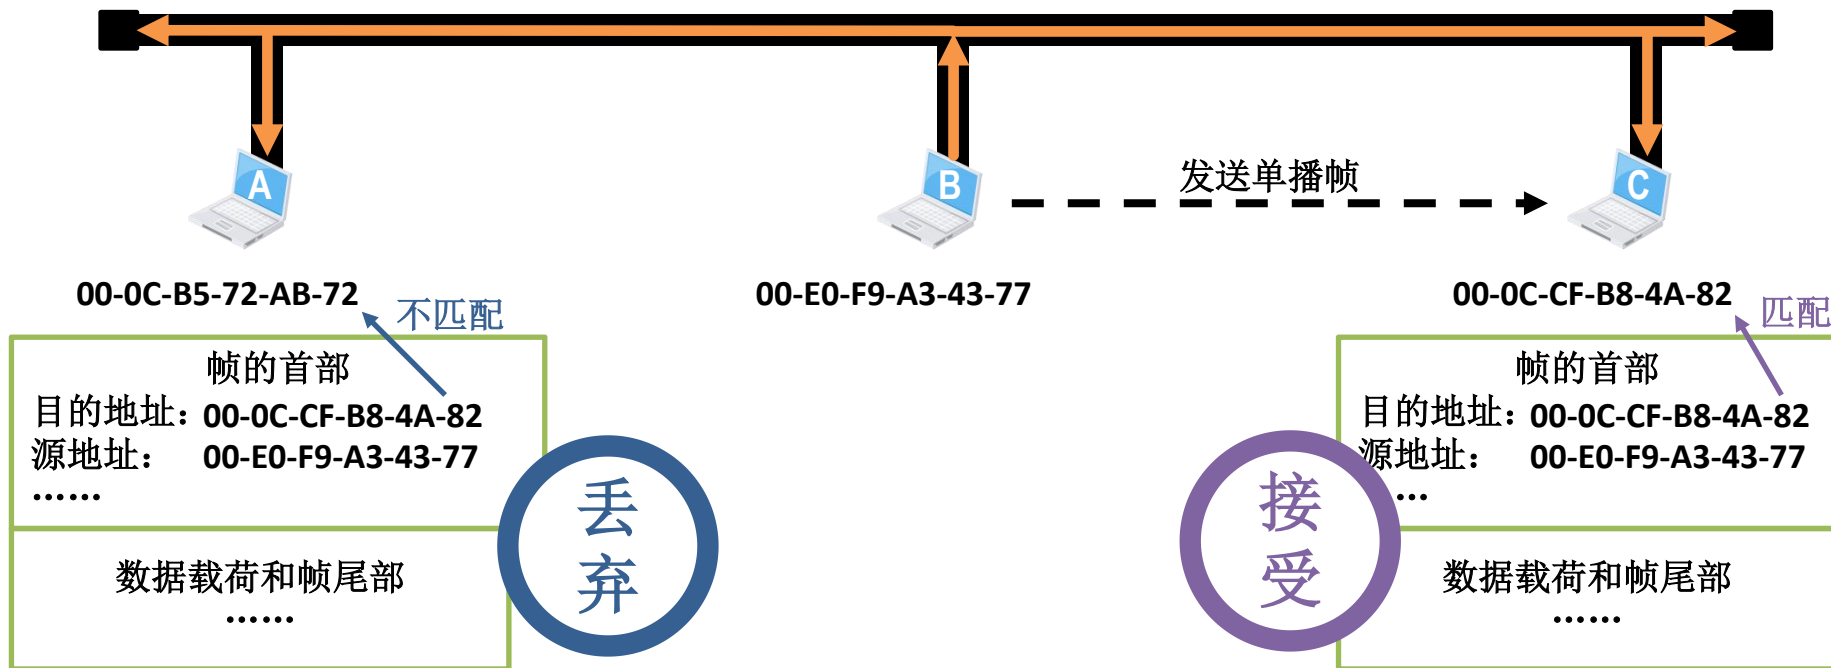 A
B
C
发送单播帧
00-0C-B5-72-AB-72
00-E0-F9-A3-43-77
00-0C-CF-B8-4A-82
不匹配
匹配
帧的首部
目的地址：00-0C-CF-B8-4A-82
源地址： 00-E0-F9-A3-43-77
……
数据载荷和帧尾部
……
丢弃
帧的首部
目的地址：00-0C-CF-B8-4A-82
源地址： 00-E0-F9-A3-43-77
…
数据载荷和帧尾部
……
接受